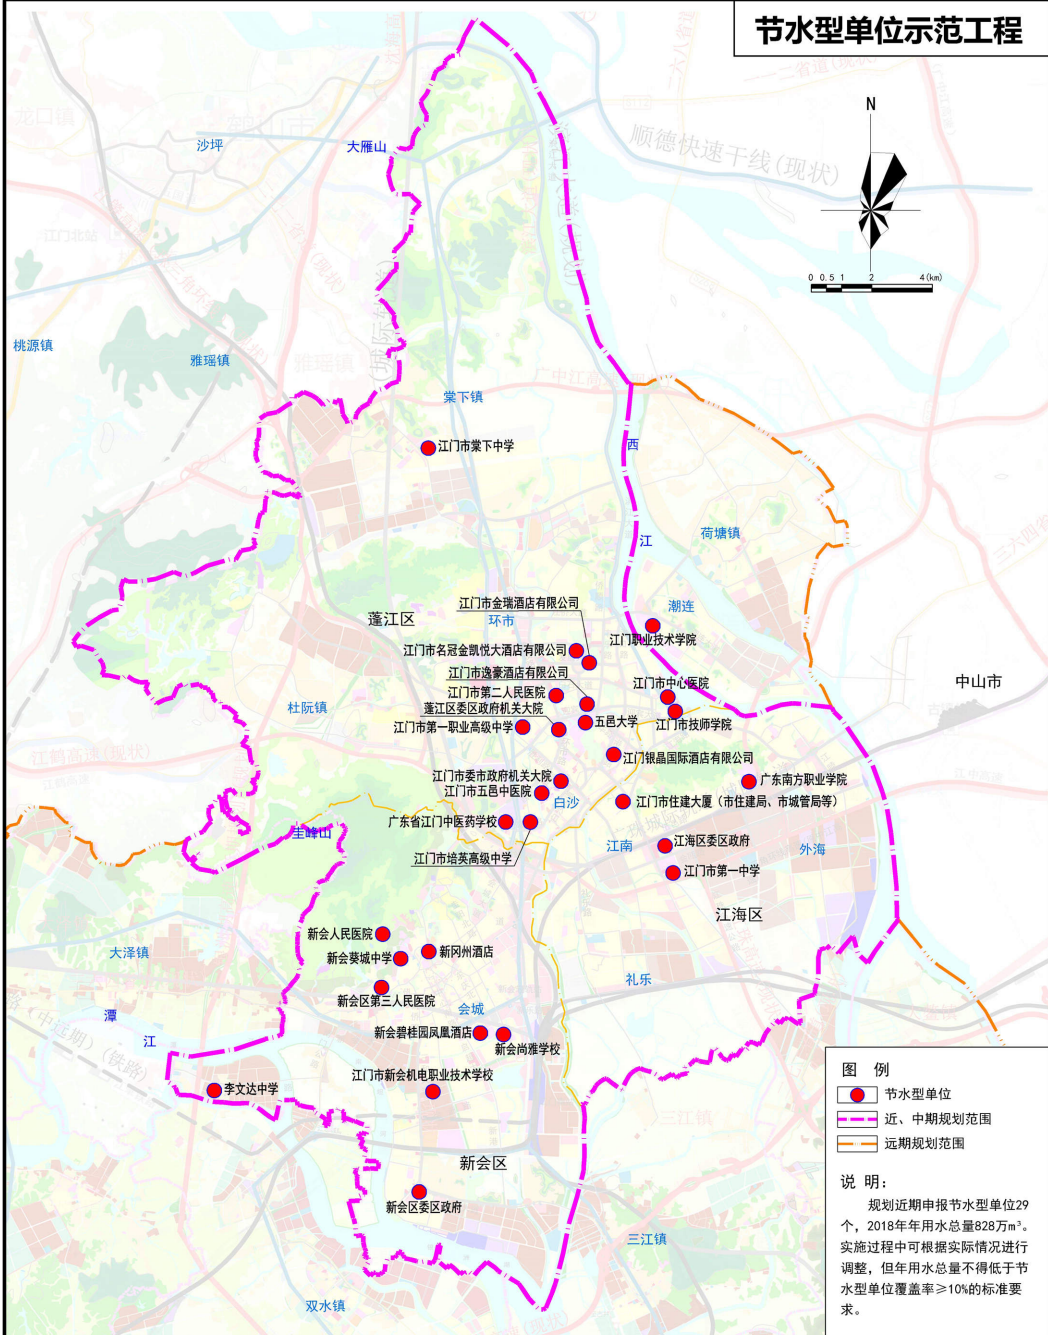 节水型单位示范工程
N
顺德快速干线(现状)
沙坪
大雁山
0 0.5 1 2 4(km)
江门北站
桃源镇
雅瑶镇
雅瑶镇
棠下镇
江门市棠下中学
西
江
荷塘镇
潮连
江门市金瑞酒店有限公司
蓬江区
环市
江门职业技术学院
江门市名冠金凯悦大酒店有限公司
江门市逸豪酒店有限公司
江门市中心医院
中山市
江门市第二人民医院
蓬江区委区政府机关大院
杜阮镇
五邑大学
江门市技师学院
江门市第一职业高级中学
江鹤高速(现状)
江门银晶国际酒店有限公司
江门市委市政府机关大院
广东南方职业学院
江门市五邑中医院
白沙
江门市住建大厦（市住建局、市城管局等）
广东省江门中医药学校
圭峰山
江南
江海区委区政府
外海
江门市培英高级中学
江门市第一中学
江海区
新会人民医院
大泽镇
新冈州酒店
新会葵城中学
礼乐
新会区第三人民医院
会城
潭
江
新会碧桂园凤凰酒店
新会尚雅学校
江门市新会机电职业技术学校
李文达中学
三江镇
新会区
新会区委区政府
三江镇
双水镇
图 例
节水型单位
近、中期规划范围
远期规划范围
说 明：
规划近期申报节水型单位29
个，2018年年用水总量828万m³。
实施过程中可根据实际情况进行
调整，但年用水总量不得低于节
水型单位覆盖率≥10%的标准要
求。